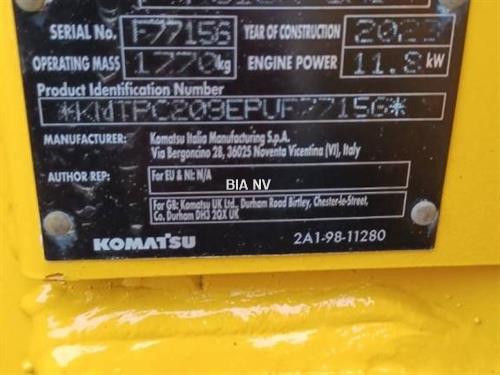 SERIAL No. F77156 YEAR OF CONSTRUCTION 2023
OPERATING MASS 1770 kg ENGINE POWER 11.8 kW
Product Identification Number
*KMTPC209EPUF77156*
MANUFACTURER: Komatsu Italia Manufacturing S.p.A.
Via Bergoncino 28, 36025 Noventa Vicentina (VI), Italy
AUTHOR REP: For EU & NI: N/A
BIA NV
For GB: Komatsu UK Ltd., Durham Road Birtley, Chester-le-Street,
Co. Durham DH3 2QX UK
KOMATSU 2A1-98-11280